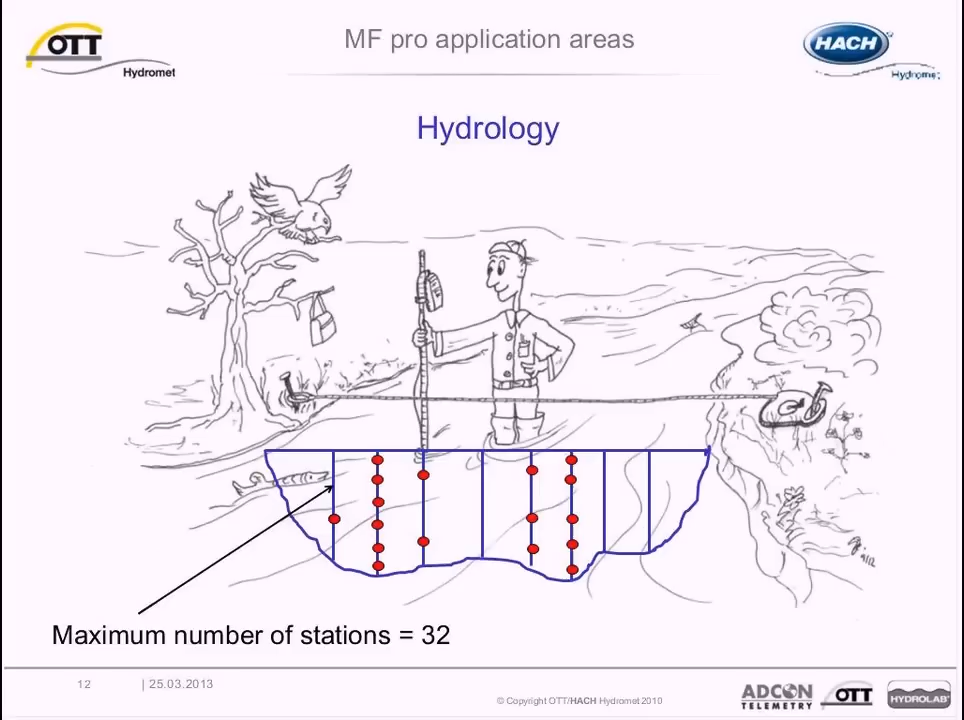 OTT
Hydromet
MF pro application areas
HACH
Hydromet
Hydrology
Maximum number of stations = 32
12
| 25.03.2013
© Copyright OTT/HACH Hydromet 2010
ADCON
TELEMETRY
OTT
HYDROLAB